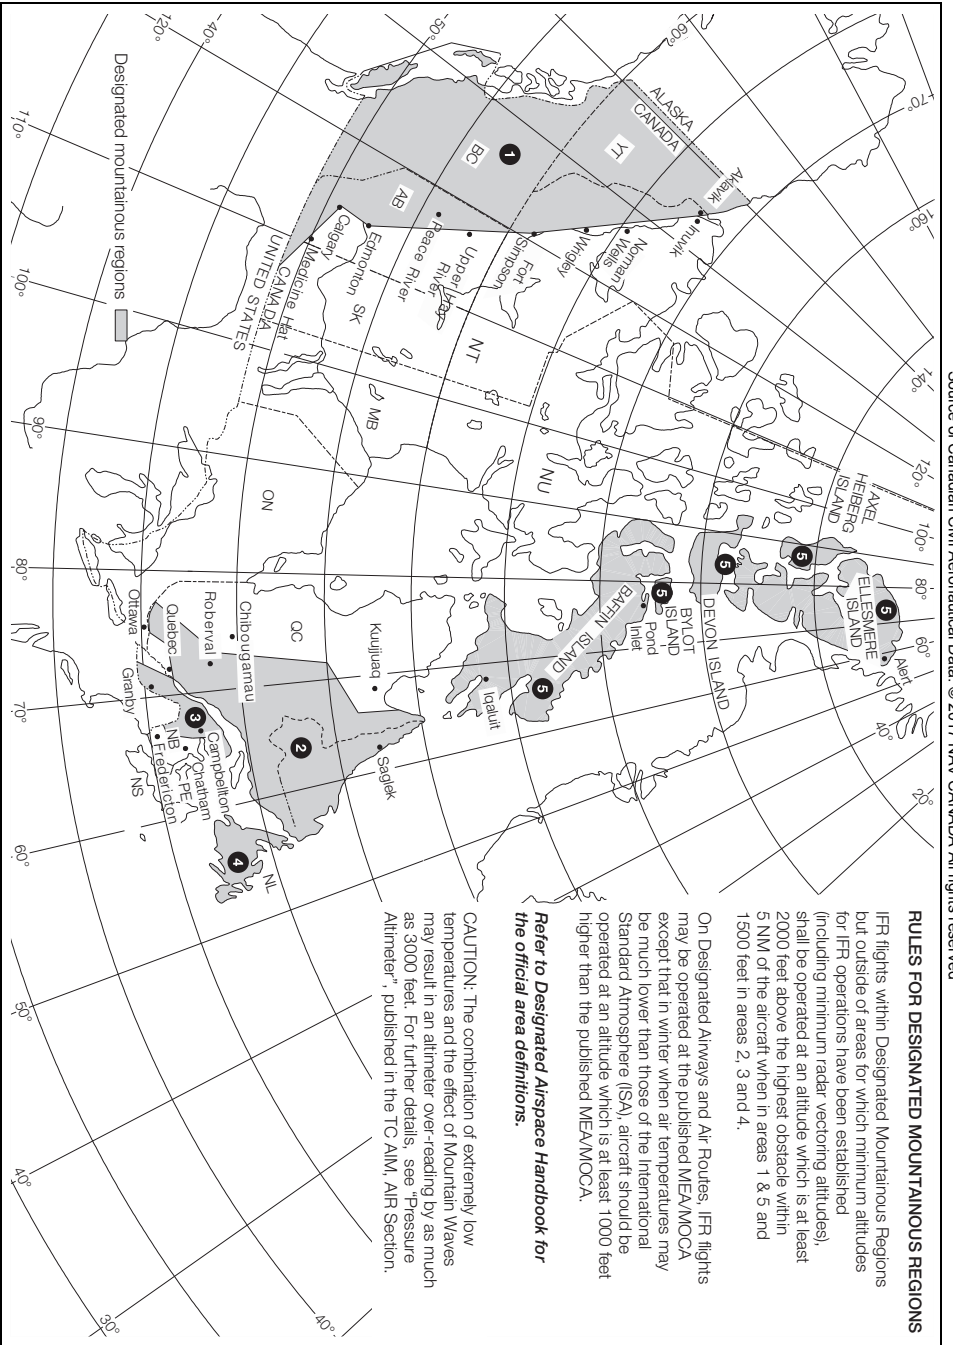 Source of Canadian Civil Aeronautical Data: © 2017 NAV CANADA All rights reserved
RULES FOR DESIGNATED MOUNTAINOUS REGIONS
IFR flights within Designated Mountainous Regions
but outside of areas for which minimum altitudes
for IFR operations have been established
(including minimum radar vectoring altitudes),
shall be operated at an altitude which is at least
2000 feet above the highest obstacle within
5 NM of the aircraft when in areas 1 & 5 and
1500 feet in areas 2, 3 and 4.
On Designated Airways and Air Routes, IFR flights
may be operated at the published MEA/MOCA
except that in winter when air temperatures may
be much lower than those of the International
Standard Atmosphere (ISA), aircraft should be
operated at an altitude which is at least 1000 feet
higher than the published MEA/MOCA.
Refer to Designated Airspace Handbook for
the official area definitions.
CAUTION: The combination of extremely low
temperatures and the effect of Mountain Waves
may result in an altimeter over-reading by as much
as 3000 feet. For further details, see "Pressure
Altimeter", published in the TC AIM, AIR Section.
70°
160°
140°
120°
100°
80°
60°
40°
20°
60°
50°
40°
120°
110°
100°
90°
80°
70°
60°
50°
40°
30°
40°
ALASKA
CANADA
YT
Aklavik
Inuvik
Norman
Wells
Wrigley
Fort
Simpson
1
BC
AB
Upper Hay
River
Peace River
Edmonton
Calgary
Medicine Hat
CANADA
UNITED STATES
SK
NT
MB
NU
ON
AXEL
HEIBERG
ISLAND
5
5
ELLESMERE
ISLAND
Alert
5
DEVON ISLAND
5
BYLOT
ISLAND
Pond
Inlet
BAFFIN ISLAND
5
Iqaluit
Kuujjuaq
QC
Saglek
2
Chibougamau
Roberval
Quebec
Ottawa
Granby
3
Campbellton
Chatham
NB
Fredericton
PE
NS
4
NL
Designated mountainous regions